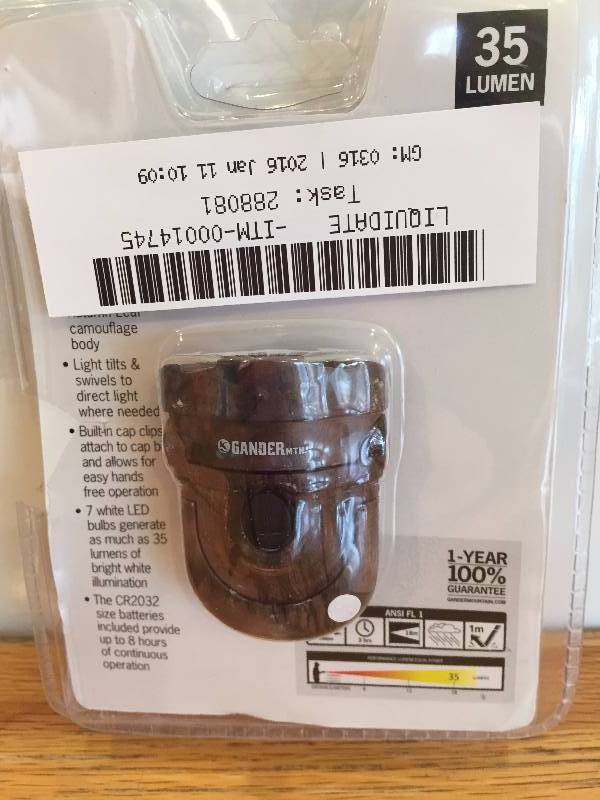 35
LUMEN
GM: 0316 | 2016 Jan 11 10:09
Task: 288081
LIQUIDATE -ITM-00014745
camouflage
body
• Light tilts &
swivels to
direct light
where needed
• Built-in cap clips
attach to cap b
and allows for
easy hands
free operation
• 7 white LED
bulbs generate
as much as 35
lumens of
bright white
illumination
• The CR2032
size batteries
included provide
up to 8 hours
of continuous
operation
GANDER MTN.
1-YEAR
100%
GUARANTEE
GANDERMOUNTAIN.COM
ANSI FL 1
1m
35